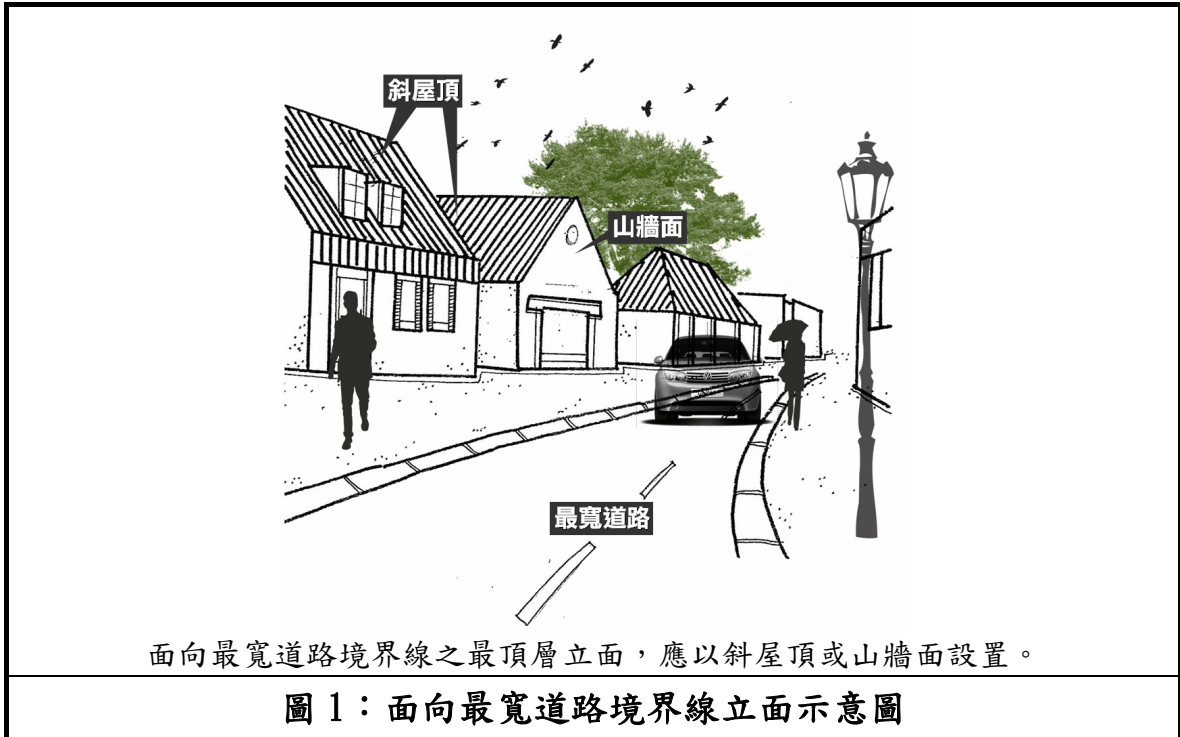 斜屋頂
山牆面
最寬道路
面向最寬道路境界線之最頂層立面，應以斜屋頂或山牆面設置。
圖1：面向最寬道路境界線立面示意圖